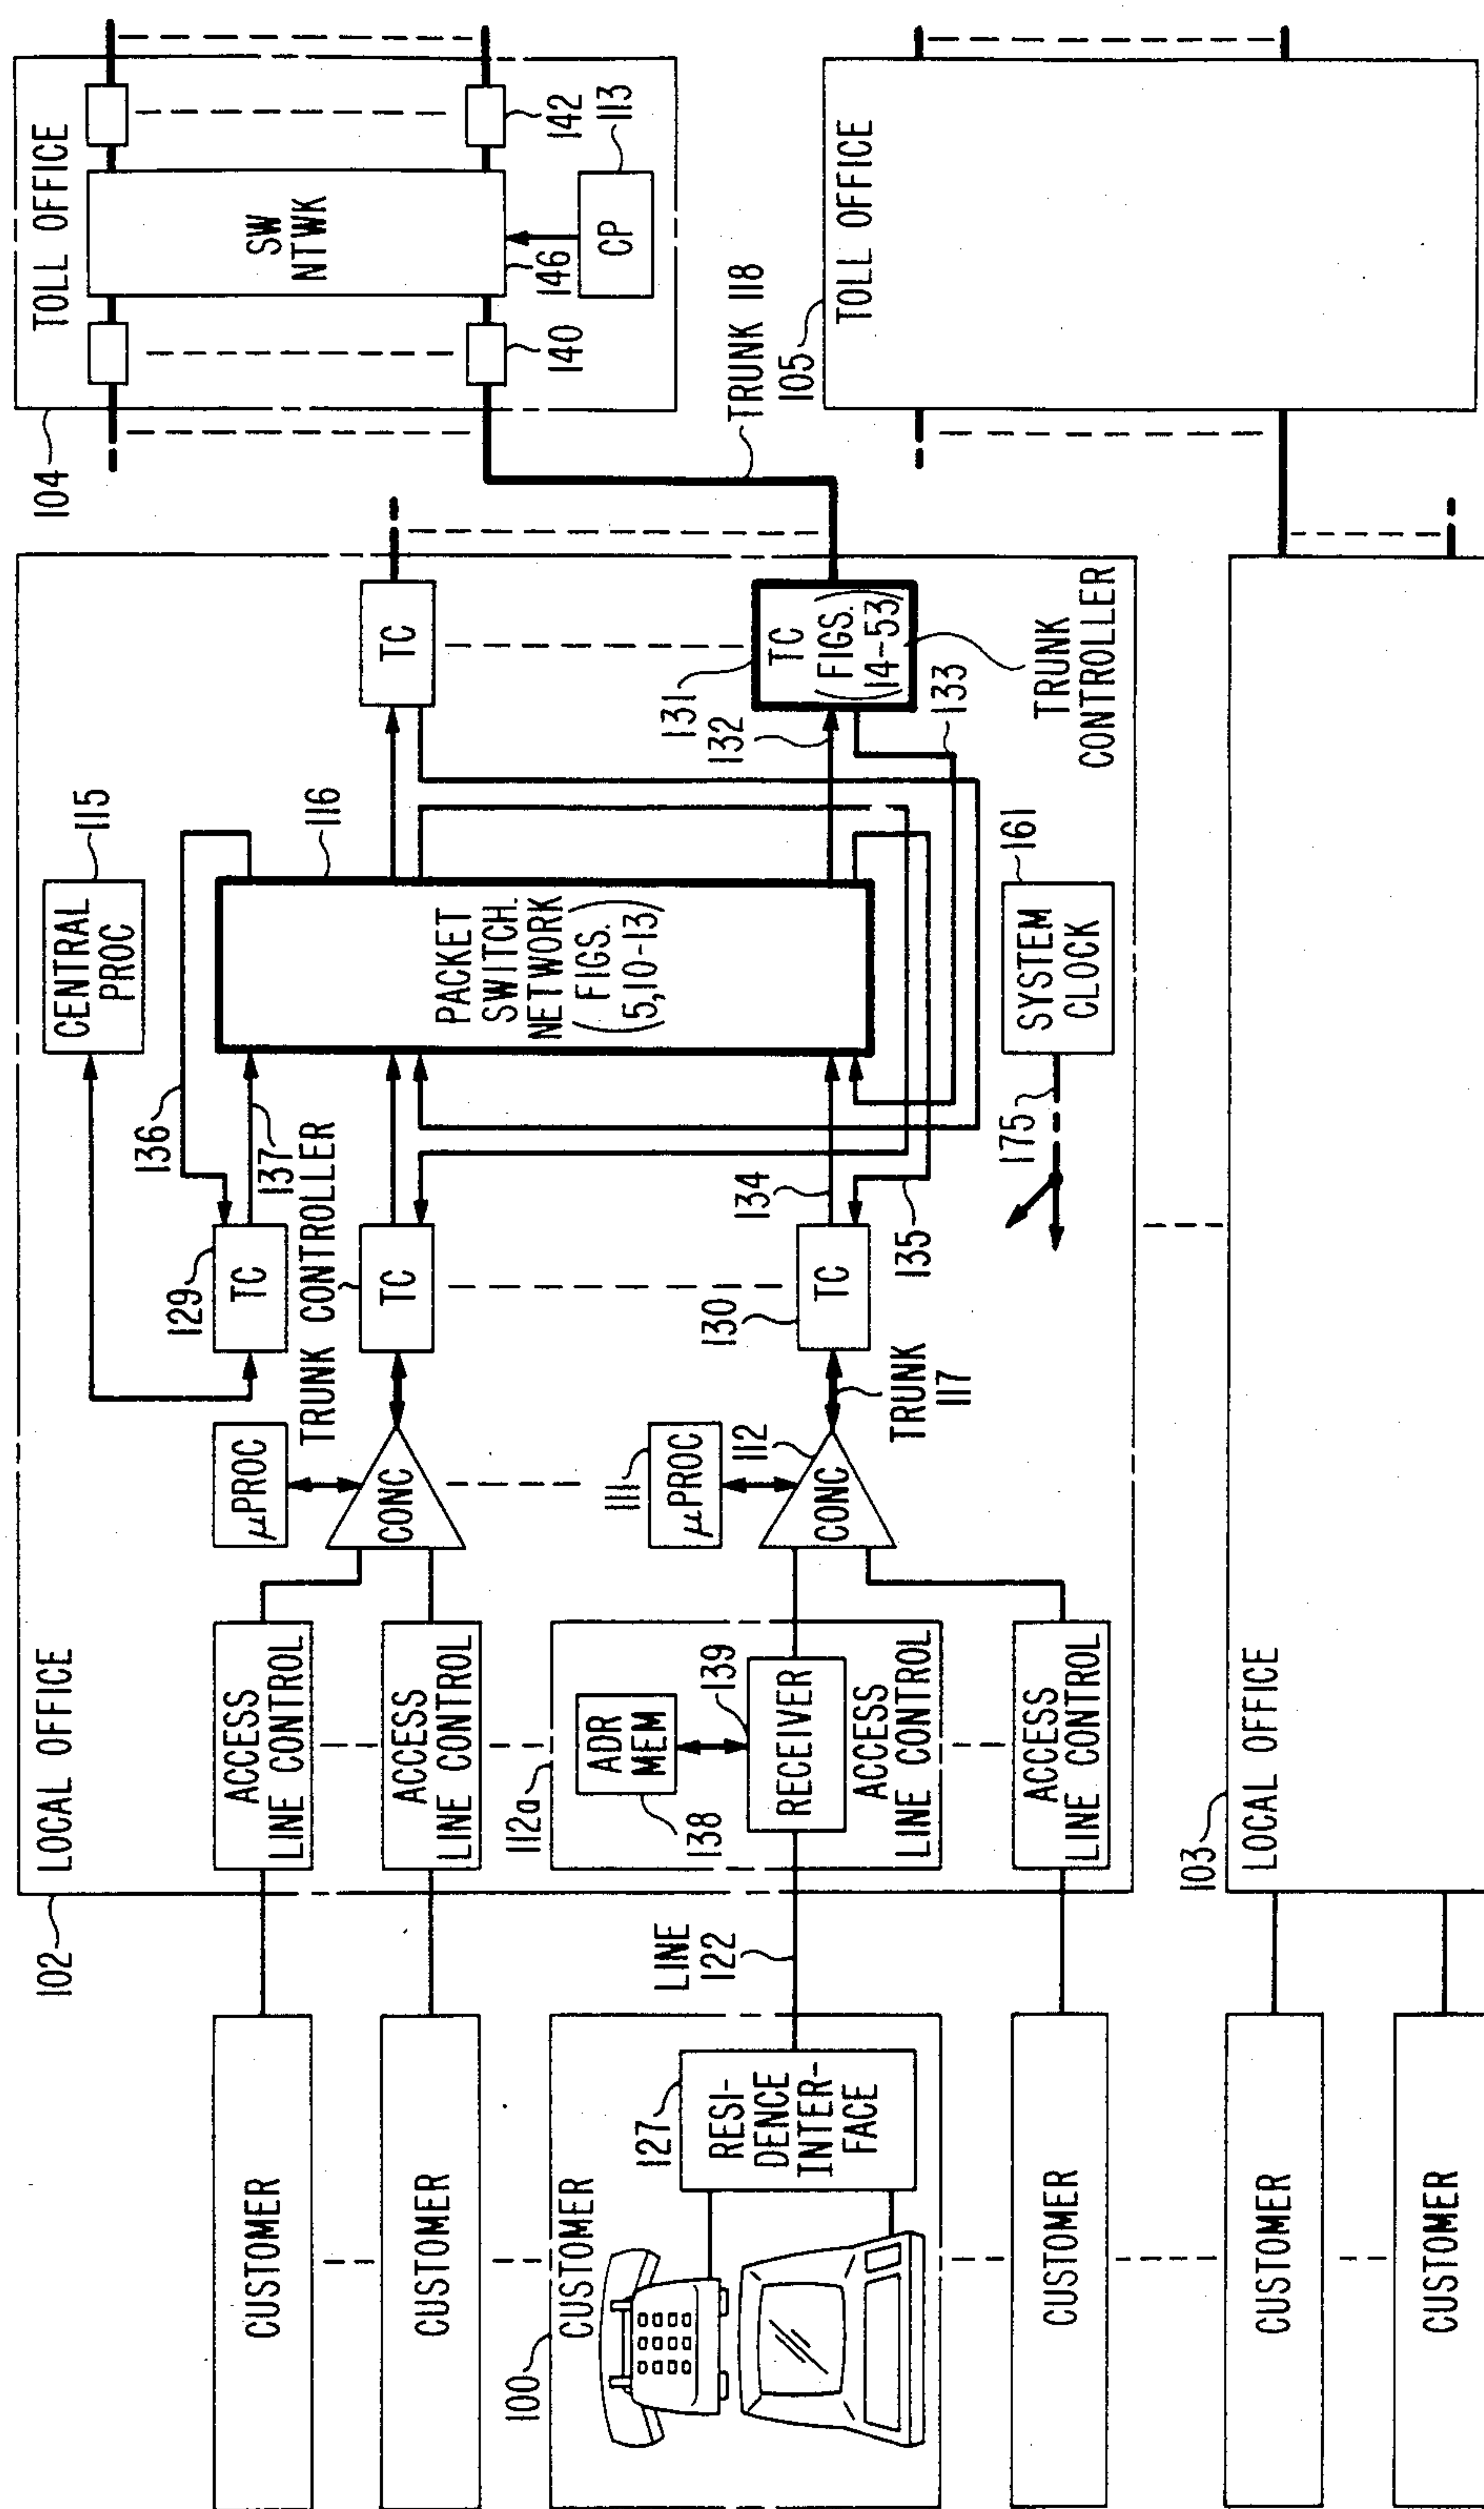 CUSTOMER
CUSTOMER
100
CUSTOMER
127
RESI-
DENCE
INTER-
FACE
CUSTOMER
CUSTOMER
CUSTOMER
LINE
122
102
LOCAL OFFICE
ACCESS
LINE CONTROL
ACCESS
LINE CONTROL
112a
ADR
MEM
138
139
RECEIVER
ACCESS
LINE CONTROL
ACCESS
LINE CONTROL
μPROC
CONC
111
μPROC
112
CONC
TRUNK
117
129
TC
TRUNK CONTROLLER
TC
130
TC
136
137
134
135
CENTRAL
PROC
115
116
PACKET
SWITCH.
NETWORK
(FIGS.
5,10-13)
175
SYSTEM
CLOCK
161
TC
131
132
TC
(FIGS.
14-53)
133
TRUNK
CONTROLLER
TRUNK 118
104
TOLL OFFICE
140
SW
NTWK
146
142
CP
113
105
TOLL OFFICE
103
LOCAL OFFICE